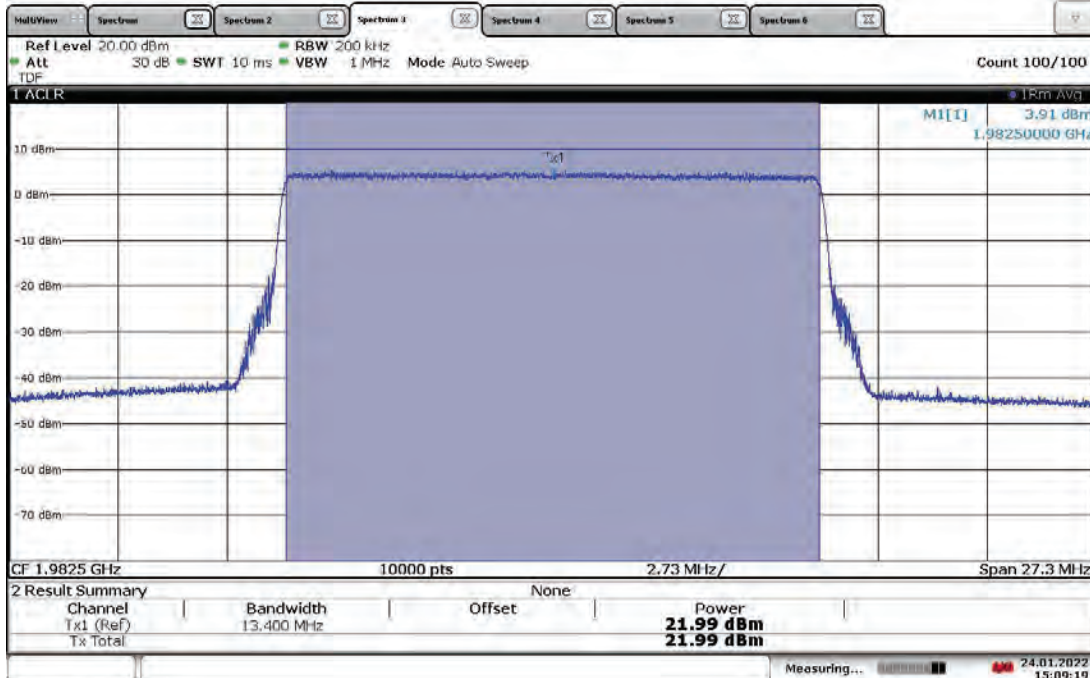 MultiView Spectrum Spectrum 2 Spectrum 3 Spectrum 4 Spectrum 5 Spectrum 6
Ref Level 20.00 dBm RBW 200 kHz
Att 30 dB SWT 10 ms VBW 1 MHz Mode Auto Sweep Count 100/100
TDF
1 ACLR 1Rm Avg
M1[1] 3.91 dBm
1.98250000 GHz
10 dBm
Tx1
0 dBm
-10 dBm
-20 dBm
-30 dBm
-40 dBm
-50 dBm
-60 dBm
-70 dBm
CF 1.9825 GHz 10000 pts 2.73 MHz/ Span 27.3 MHz
2 Result Summary None
Channel Bandwidth Offset Power
Tx1 (Ref) 13.400 MHz 21.99 dBm
Tx Total 21.99 dBm
Measuring... 24.01.2022
15:09:19